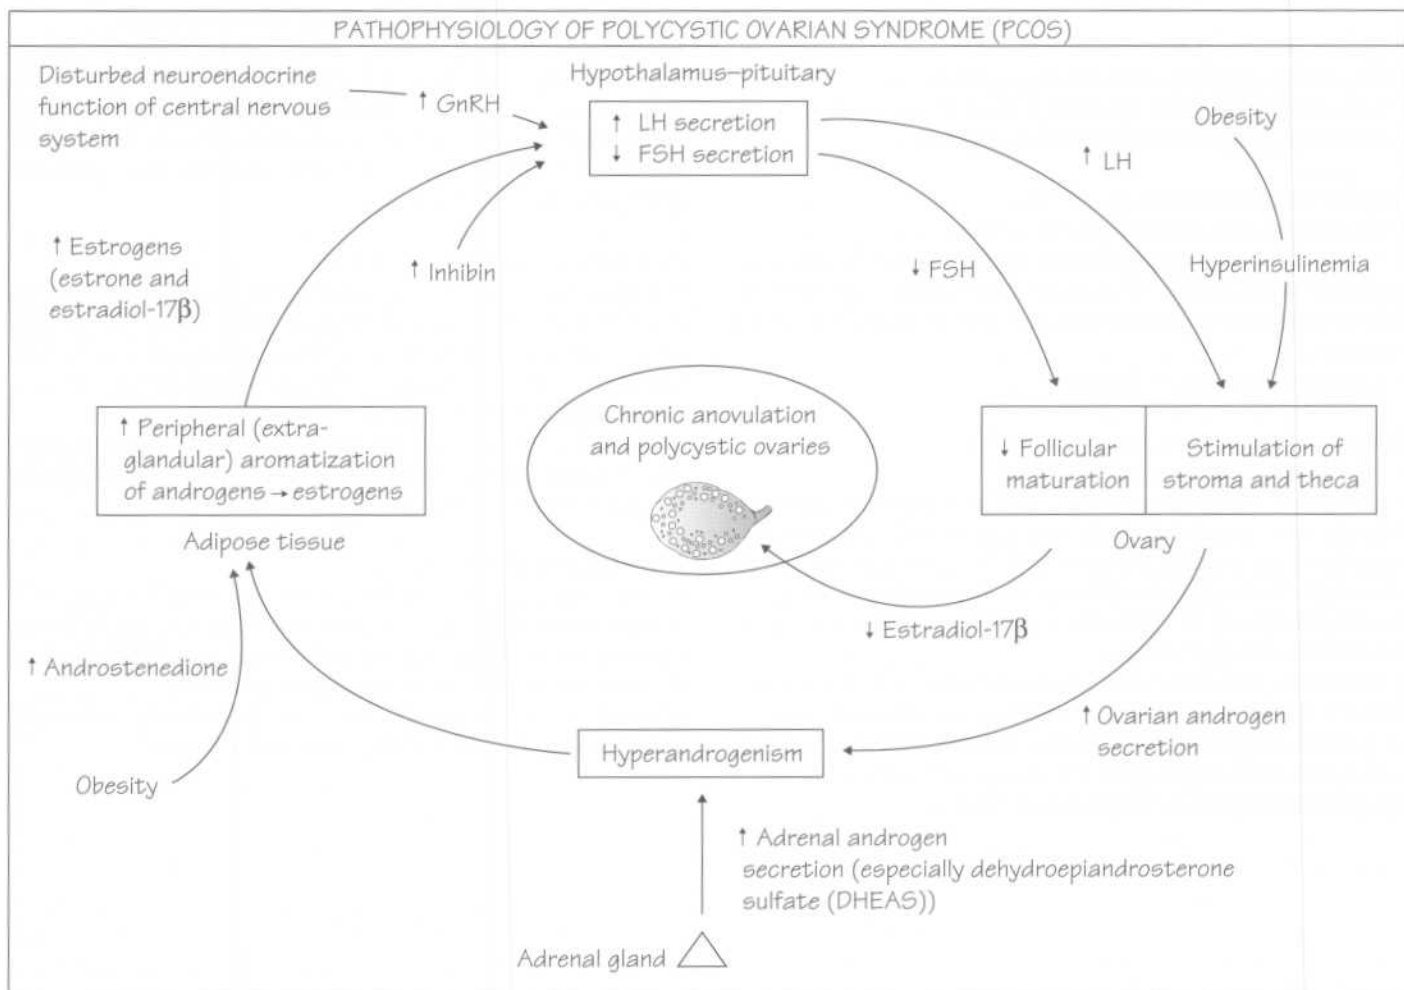 PATHOPHYSIOLOGY OF POLYCYSTIC OVARIAN SYNDROME (PCOS)
Disturbed neuroendocrine
function of central nervous
system
↑ GnRH
Hypothalamus–pituitary
↑ LH secretion
↓ FSH secretion
Obesity
↑ LH
↑ Estrogens
(estrone and
estradiol-17β)
↑ Inhibin
↓ FSH
Hyperinsulinemia
↑ Peripheral (extra-
glandular) aromatization
of androgens → estrogens
Adipose tissue
Chronic anovulation
and polycystic ovaries
↓ Follicular
maturation
Stimulation of
stroma and theca
Ovary
↓ Estradiol-17β
↑ Androstenedione
Obesity
Hyperandrogenism
↑ Ovarian androgen
secretion
↑ Adrenal androgen
secretion (especially dehydroepiandrosterone
sulfate (DHEAS))
Adrenal gland